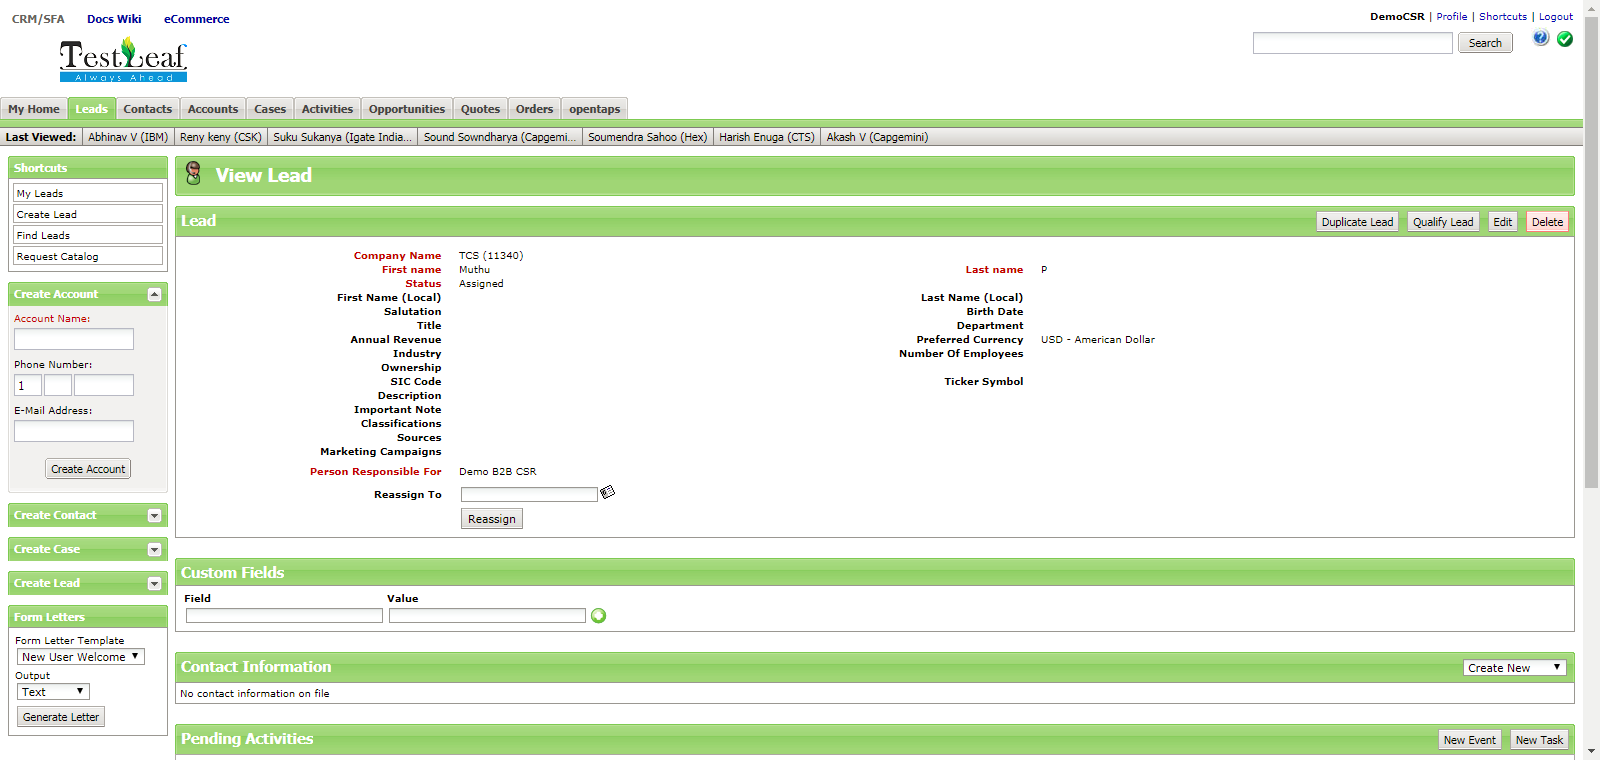 CRM/SFA Docs Wiki eCommerce
DemoCSR | Profile | Shortcuts | Logout
TestLeaf
Always Ahead
Search
My Home Leads Contacts Accounts Cases Activities Opportunities Quotes Orders opentaps
Last Viewed: Abhinav V (IBM) Reny keny (CSK) Suku Sukanya (Igate India... Sound Sowndharya (Capgemi... Soumendra Sahoo (Hex) Harish Enuga (CTS) Akash V (Capgemini)
Shortcuts
My Leads
Create Lead
Find Leads
Request Catalog
Create Account
Account Name:
Phone Number:
1
E-Mail Address:
Create Account
Create Contact
Create Case
Create Lead
Form Letters
Form Letter Template
New User Welcome
Output
Text
Generate Letter
View Lead
Lead Duplicate Lead Qualify Lead Edit Delete
Company Name TCS (11340)
First name Muthu Last name P
Status Assigned
First Name (Local) Last Name (Local)
Salutation Birth Date
Title Department
Annual Revenue Preferred Currency USD - American Dollar
Industry Number Of Employees
Ownership
SIC Code Ticker Symbol
Description
Important Note
Classifications
Sources
Marketing Campaigns
Person Responsible For Demo B2B CSR
Reassign To
Reassign
Custom Fields
Field Value
Contact Information Create New
No contact information on file
Pending Activities New Event New Task